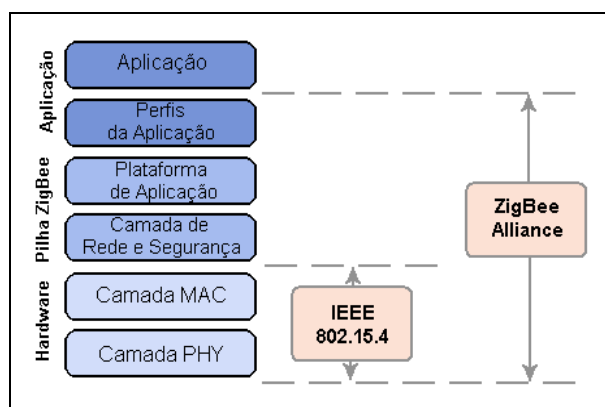 Aplicação
Pilha ZigBee
Hardware
Aplicação
Perfis
da Aplicação
Plataforma
de Aplicação
Camada de
Rede e Segurança
Camada MAC
Camada PHY
IEEE
802.15.4
ZigBee
Alliance